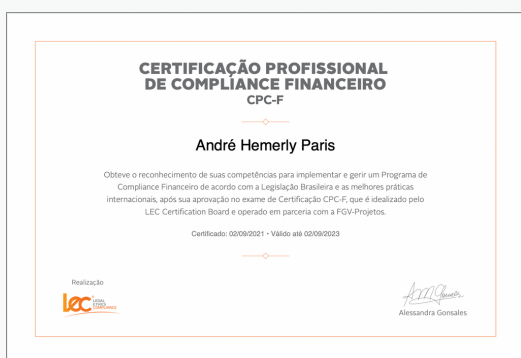 CERTIFICAÇÃO PROFISSIONAL
DE COMPLIANCE FINANCEIRO
CPC-F
André Hemerly Paris
Obteve o reconhecimento de suas competências para implementar e gerir um Programa de
Compliance Financeiro de acordo com a Legislação Brasileira e as melhores práticas
internacionais, após sua aprovação no exame de Certificação CPC-F, que é idealizado pelo
LEC Certification Board e operado em parceria com a FGV-Projetos.
Certificado: 02/09/2021 • Válido até 02/09/2023
Realização
LEC LEGAL
ETHICS
COMPLIANCE
Alessandra Gonsales